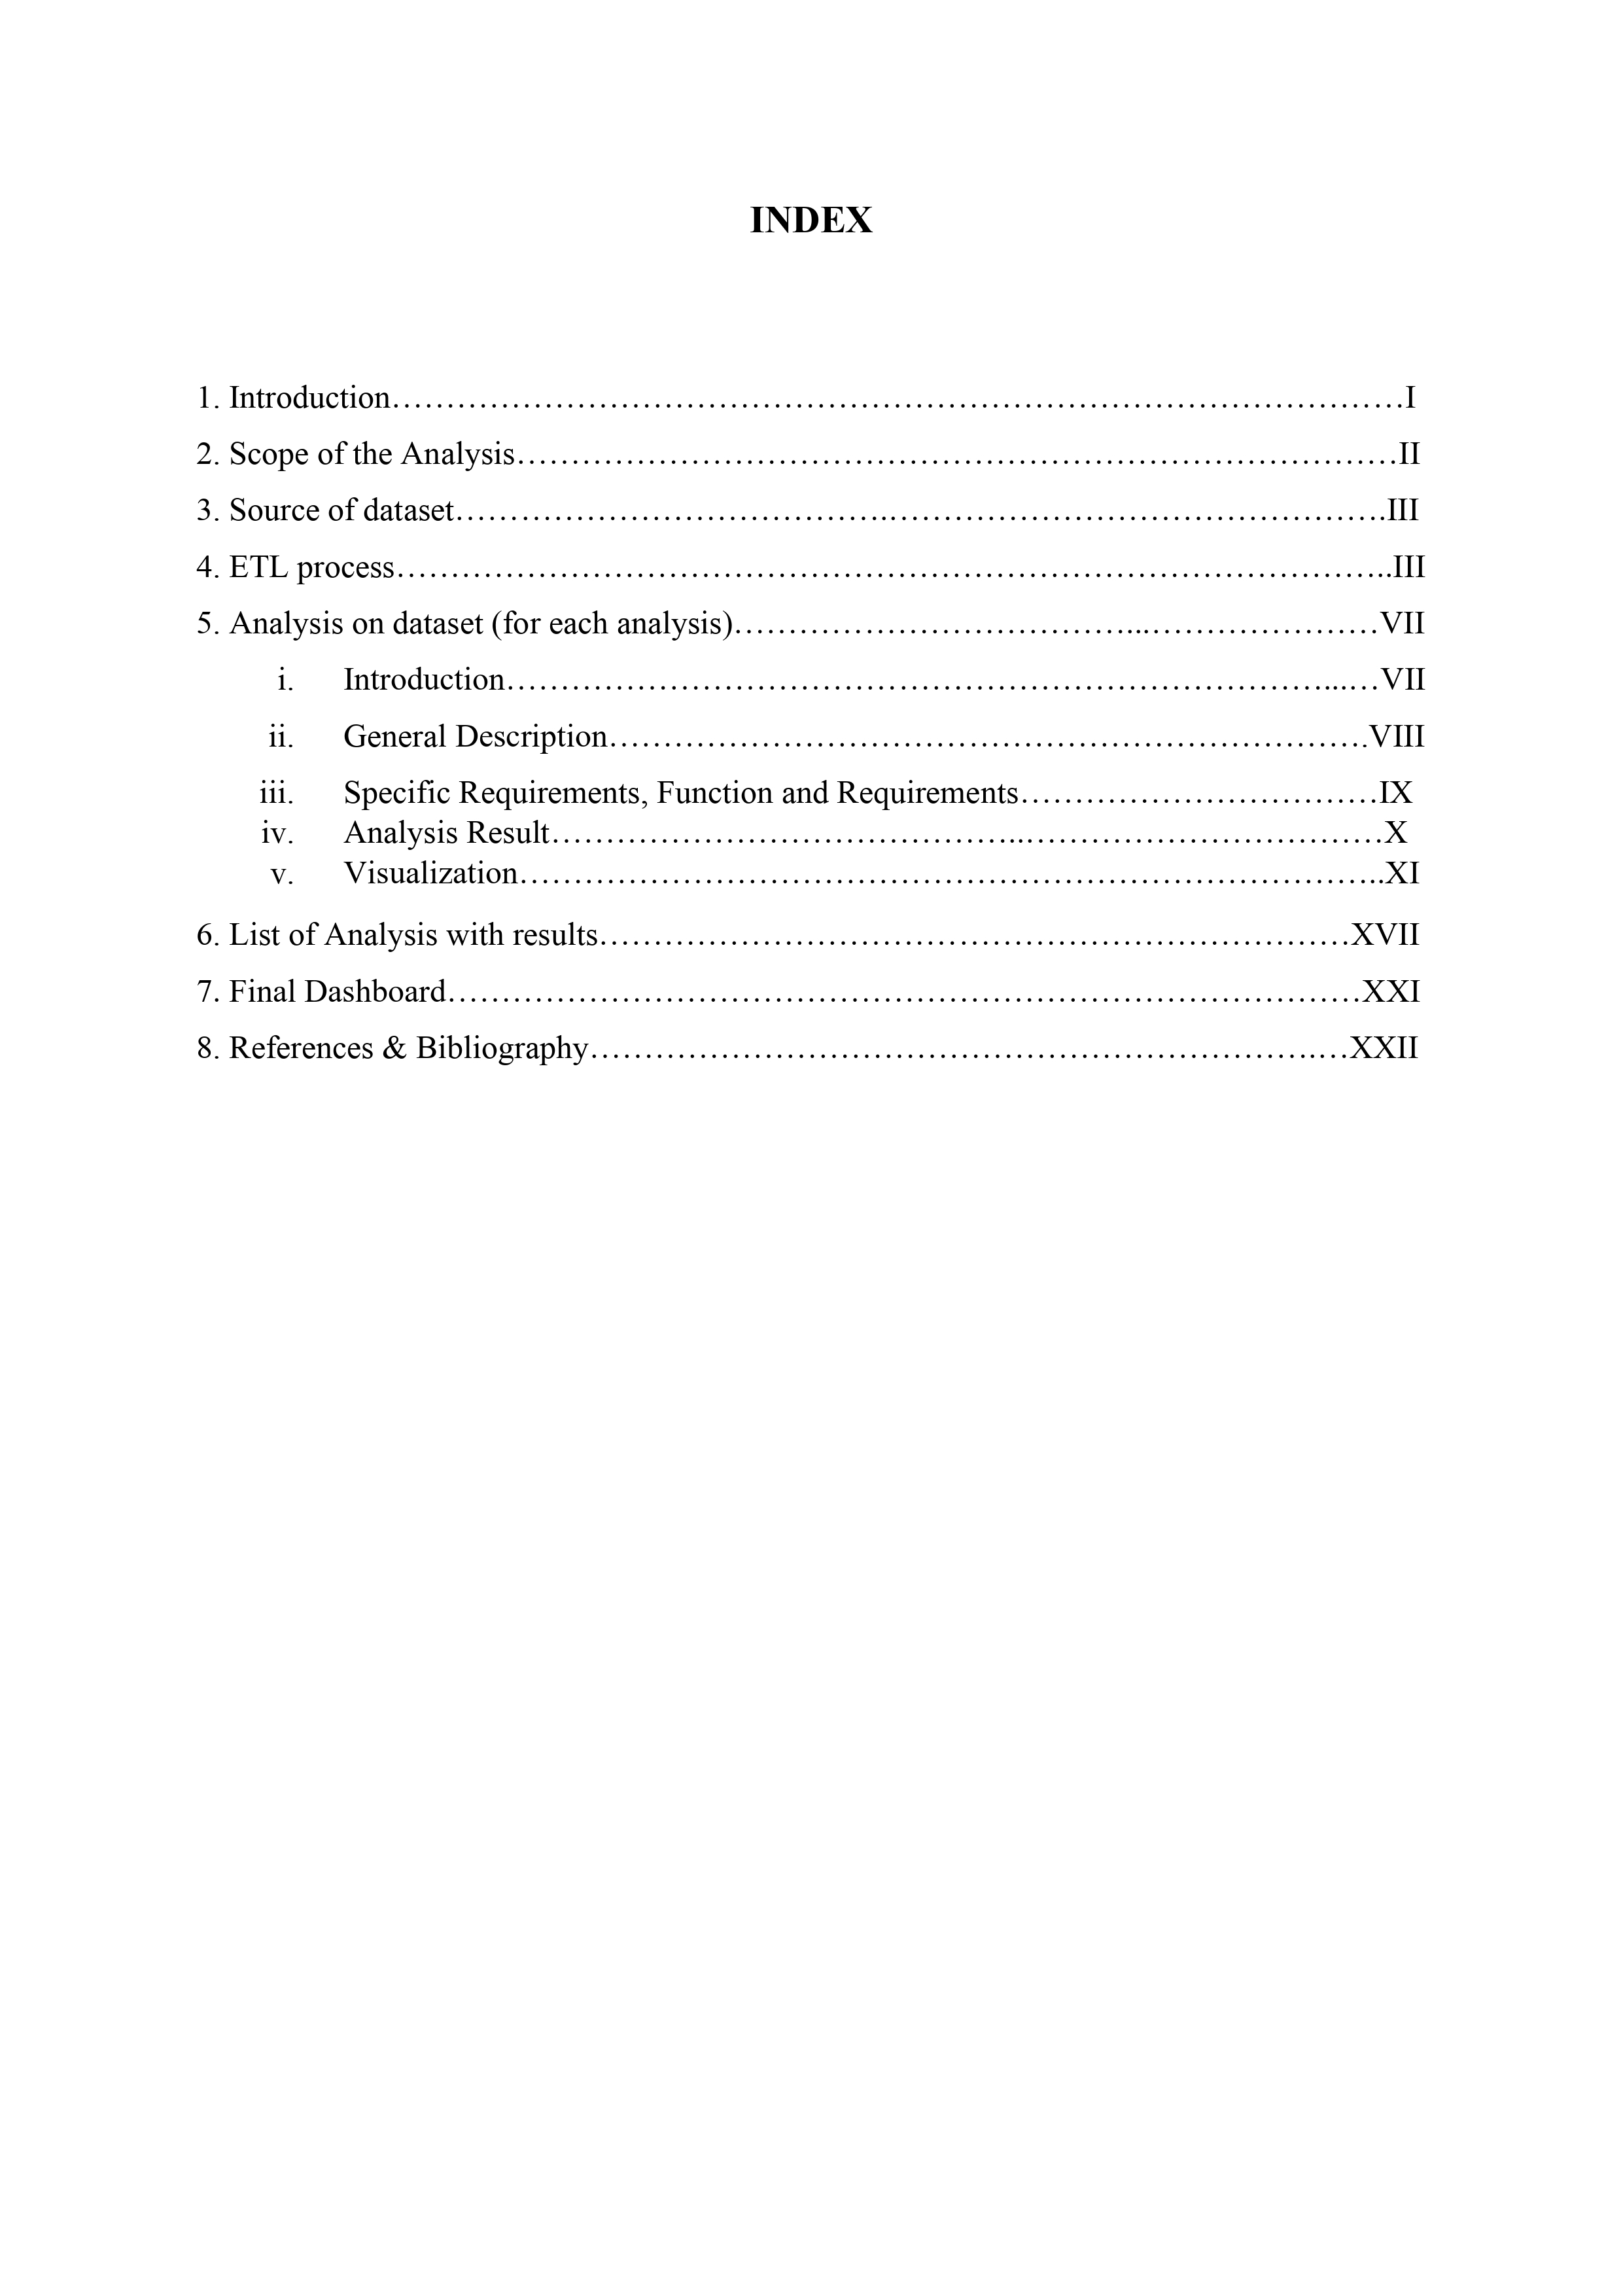 INDEX
1. Introduction……………………………………………………………………………………I
2. Scope of the Analysis…………………………………………………………………………II
3. Source of dataset………………………………….……………………………………….III
4. ETL process…………………………………………………………………………………..III
5. Analysis on dataset (for each analysis)………………………………...…………………VII
i. Introduction…………………………………………………………………...…VII
ii. General Description……………………………………………………………….VIII
iii. Specific Requirements, Function and Requirements……………………………IX
iv. Analysis Result……………………………………..……………………………X
v. Visualization………………………………………………………………………..XI
6. List of Analysis with results………………………………………………………………XVII
7. Final Dashboard……………………………………………………………………………XXI
8. References & Bibliography…………………………………………………………….…XXII